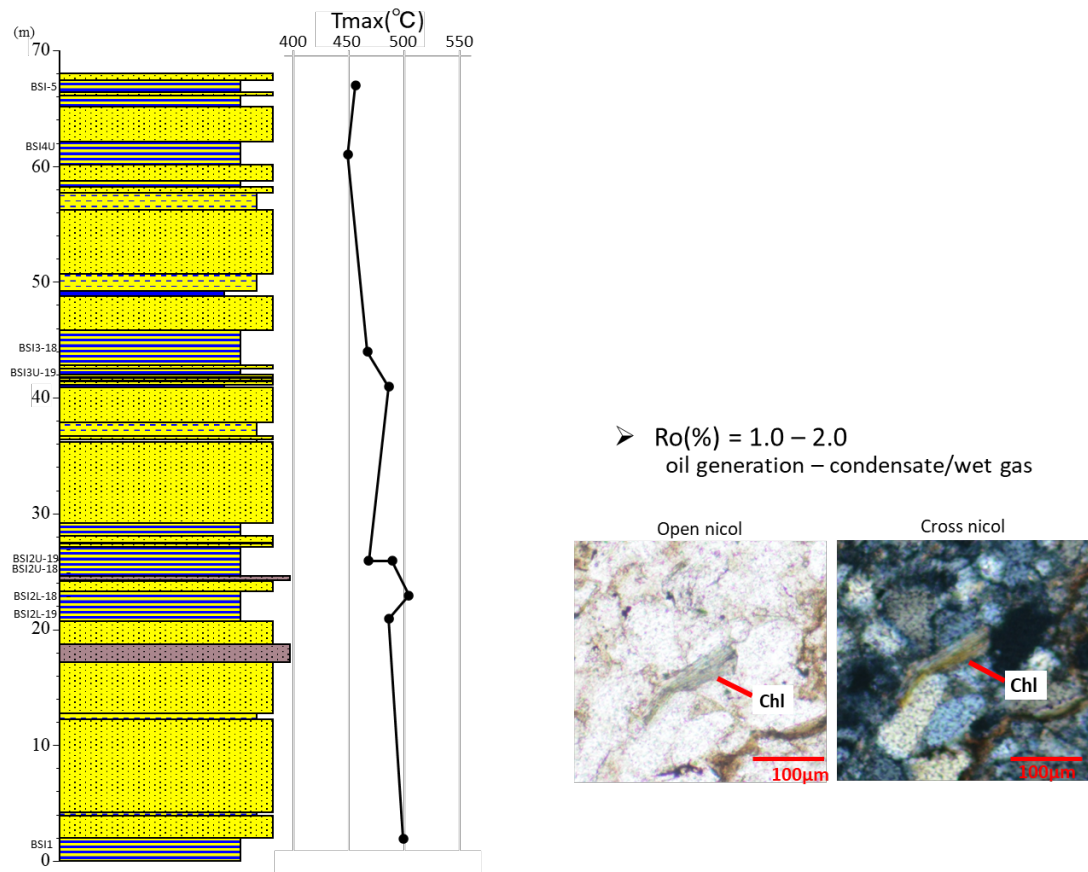 Tmax(°C)
(m)
400 450 500 550
70
BSI-5
BSI4U
60
50
BSI3-18
BSI3U-19
40
30
BSI2U-19
BSI2U-18
BSI2L-18
BSI2L-19
20
10
BSI1
0
➢ Ro(%) = 1.0 – 2.0
oil generation – condensate/wet gas
Open nicol
Cross nicol
Chl
100μm
Chl
100μm